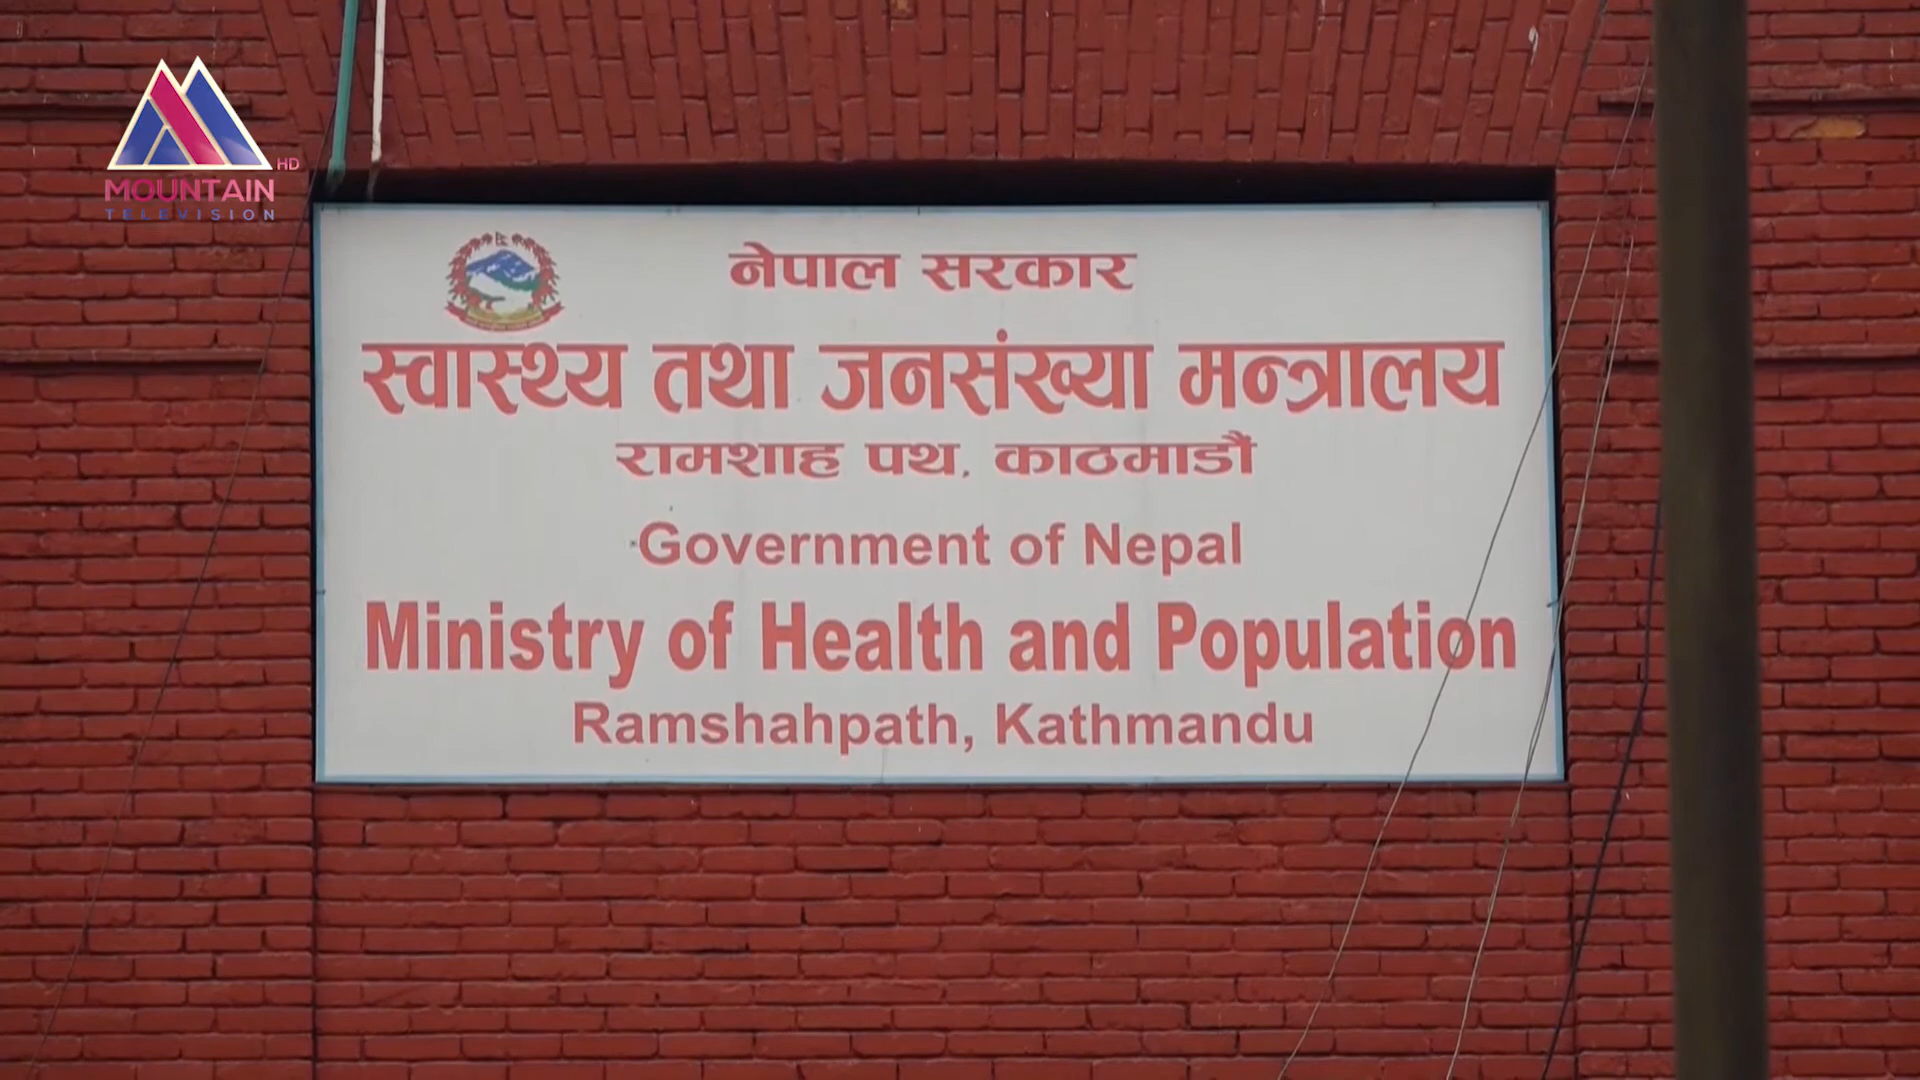 MOUNTAIN HD
TELEVISION
नेपाल सरकार
स्वास्थ्य तथा जनसंख्या मन्त्रालय
रामशाह पथ, काठमाडौं
Government of Nepal
Ministry of Health and Population
Ramshahpath, Kathmandu